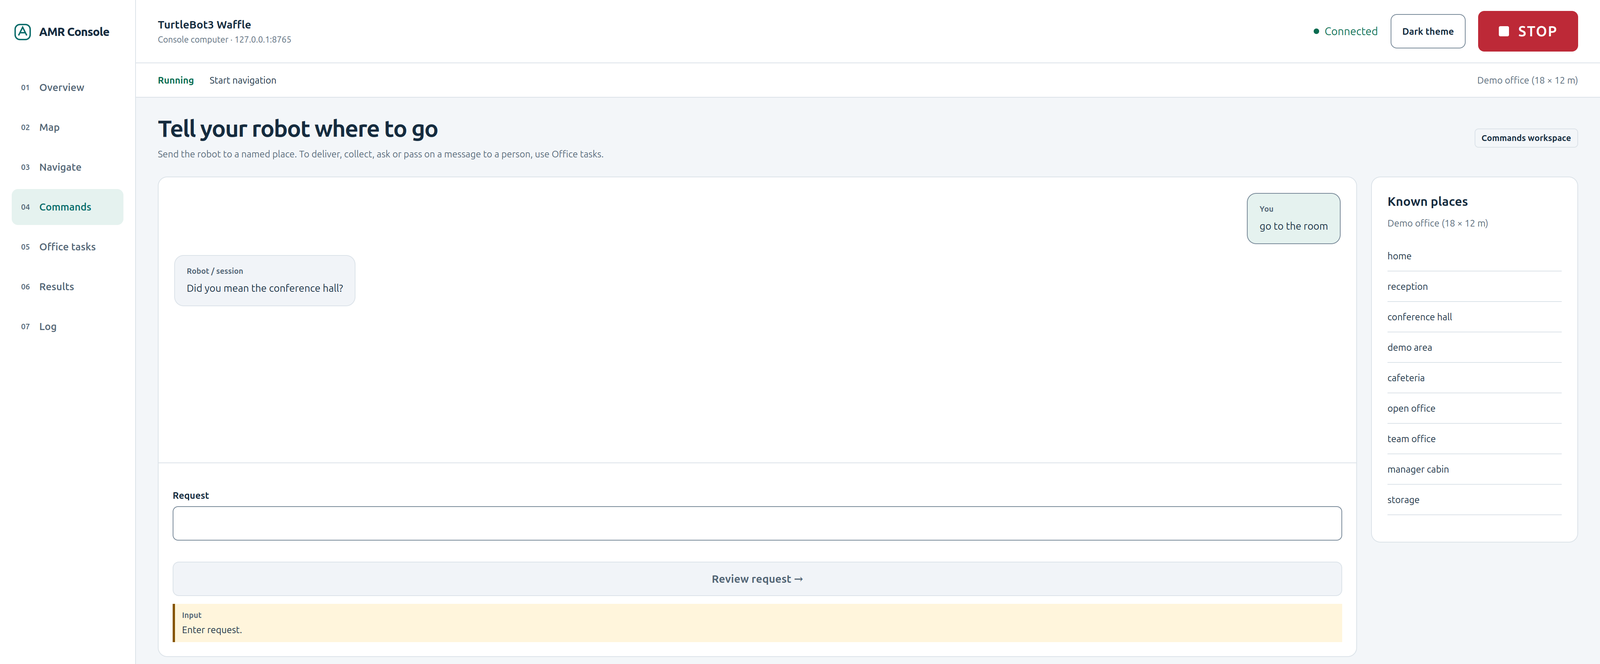 AMR Console
01 Overview
02 Map
03 Navigate
04 Commands
05 Office tasks
06 Results
07 Log
TurtleBot3 Waffle
Console computer · 127.0.0.1:8765
Connected
Dark theme
STOP
Running Start navigation
Demo office (18 × 12 m)
Tell your robot where to go
Send the robot to a named place. To deliver, collect, ask or pass on a message to a person, use Office tasks.
Commands workspace
You
go to the room
Robot / session
Did you mean the conference hall?
Request
Review request →
Input
Enter request.
Known places
Demo office (18 × 12 m)
home
reception
conference hall
demo area
cafeteria
open office
team office
manager cabin
storage